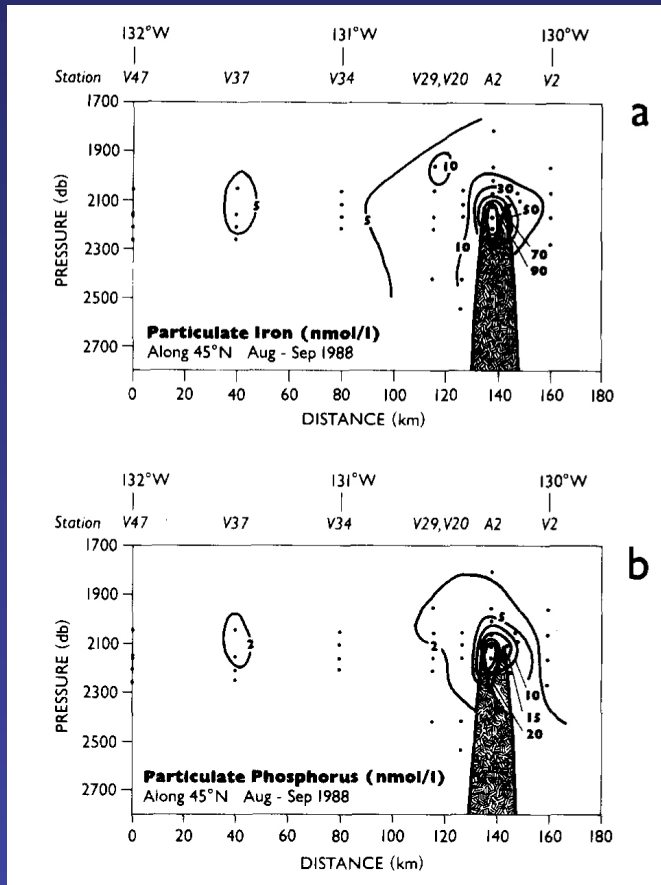 132°W 131°W 130°W
Station V47 V37 V34 V29, V20 A2 V2
a
1700
1900
2100
2300
2500
2700
PRESSURE (db)
5
5
10
10
30
50
70
90
Particulate Iron (nmol/l)
Along 45°N Aug - Sep 1988
0 20 40 60 80 100 120 140 160 180
DISTANCE (km)
132°W 131°W 130°W
Station V47 V37 V34 V29, V20 A2 V2
b
1700
1900
2100
2300
2500
2700
PRESSURE (db)
2
2
5
10
15
20
Particulate Phosphorus (nmol/l)
Along 45°N Aug - Sep 1988
0 20 40 60 80 100 120 140 160 180
DISTANCE (km)